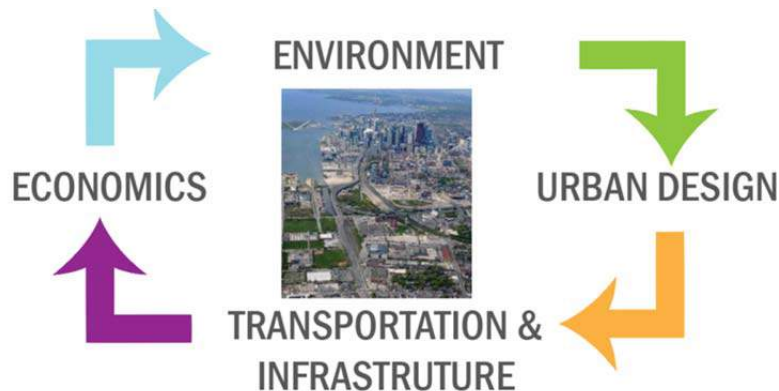 ENVIRONMENT
ECONOMICS
URBAN DESIGN
TRANSPORTATION &
INFRASTRUTURE